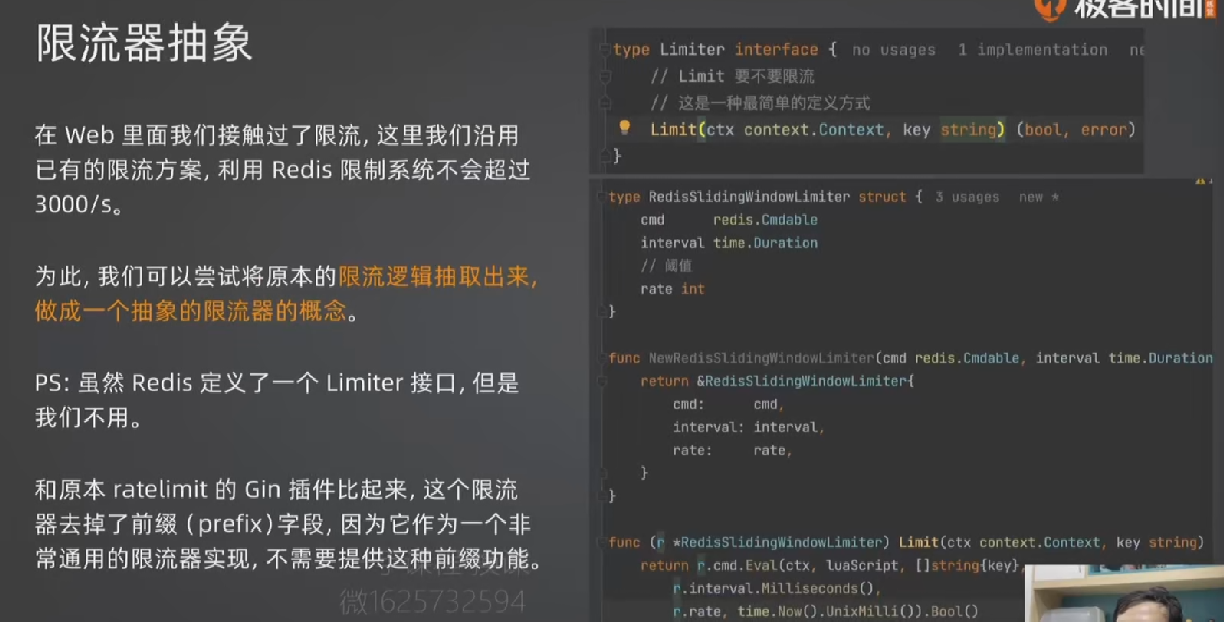 极客时间
限流器抽象
在 Web 里面我们接触过了限流, 这里我们沿用
已有的限流方案, 利用 Redis 限制系统不会超过
3000/s。
为此, 我们可以尝试将原本的限流逻辑抽取出来,
做成一个抽象的限流器的概念。
PS: 虽然 Redis 定义了一个 Limiter 接口, 但是
我们不用。
和原本 ratelimit 的 Gin 插件比起来, 这个限流
器去掉了前缀 (prefix) 字段, 因为它作为一个非
常通用的限流器实现, 不需要提供这种前缀功能。
微1625732594
type Limiter interface { no usages 1 implementation ne
// Limit 要不要限流
// 这是一种最简单的定义方式
Limit(ctx context.Context, key string) (bool, error)
}
type RedisSlidingWindowLimiter struct { 3 usages new *
cmd redis.Cmdable
interval time.Duration
// 阈值
rate int
}
func NewRedisSlidingWindowLimiter(cmd redis.Cmdable, interval time.Duration
return &RedisSlidingWindowLimiter{
cmd: cmd,
interval: interval,
rate: rate,
}
}
func (r *RedisSlidingWindowLimiter) Limit(ctx context.Context, key string)
return r.cmd.Eval(ctx, luaScript, []string{key},
r.interval.Milliseconds(),
r.rate, time.Now().UnixMilli()).Bool()